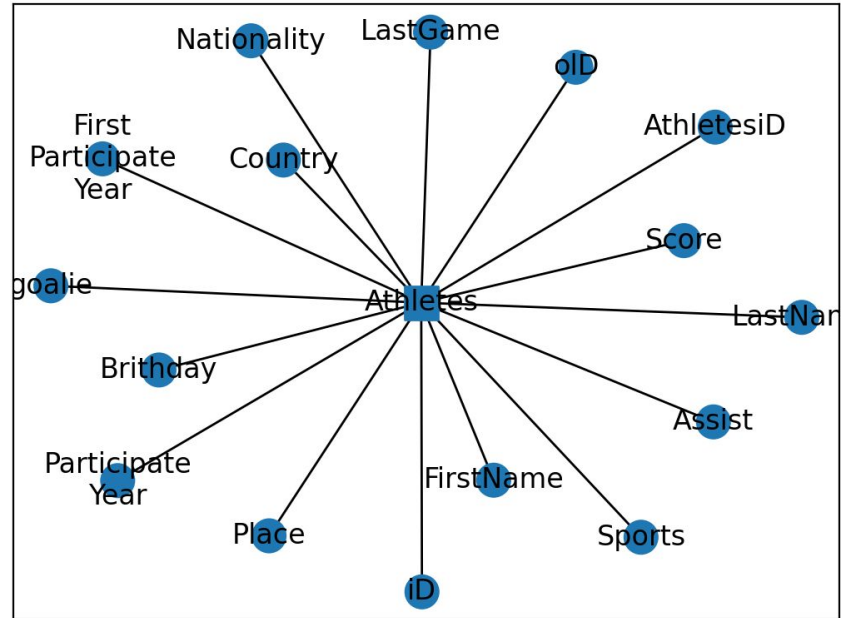 LastGame
Nationality
oID
First
Participate
Year
AthletesiD
Country
Score
goalie
Athletes
LastNar
Brithday
Assist
Participate
Year
FirstName
Place
Sports
iD